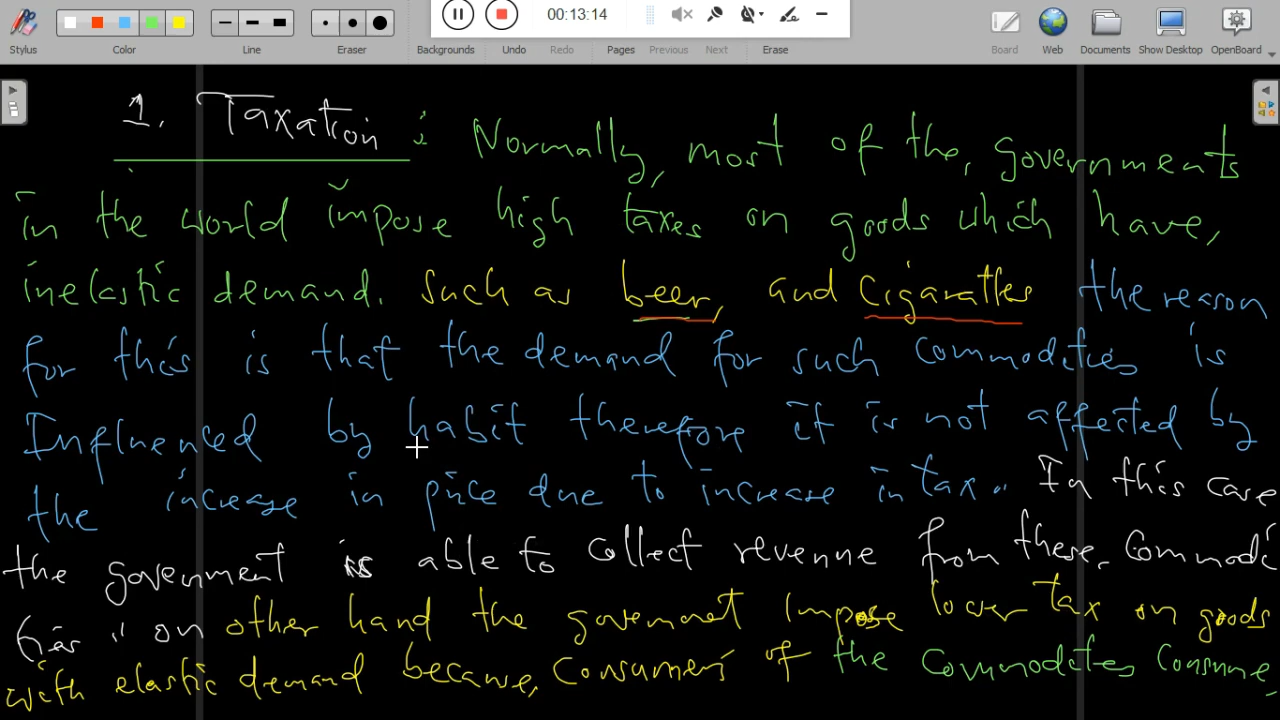 00:13:14
Stylus Color Line Eraser Backgrounds Undo Redo Pages Previous Next Erase Board Web Documents Show Desktop OpenBoard
1. Taxation : Normally, most of the, governments
in the world impose high taxes on goods which have,
inelastic demand. Such as beer, and Cigarattes the reason
for this is that the demand for such commodities is
Influenced by habit therefore it is not affected by
the increase in price due to increase in tax.. In this case
the government is able to collect revenue from these, Commodi
ties " on other hand the government Impose lower tax on goods
with elastic demand because, Consumers of the Commodities Consume,